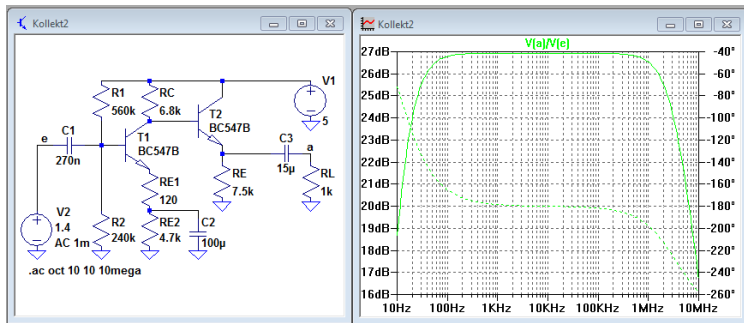 Kollekt2
R1
560k
RC
6.8k
V1
5
T1
BC547B
T2
BC547B
e
C1
270n
C3
15µ
a
RE1
120
RE
7.5k
RL
1k
V2
1.4
AC 1m
R2
240k
RE2
4.7k
C2
100µ
.ac oct 10 10 10mega
Kollekt2
V(a)/V(e)
27dB
26dB
25dB
24dB
23dB
22dB
21dB
20dB
19dB
18dB
17dB
16dB
-40°
-60°
-80°
-100°
-120°
-140°
-160°
-180°
-200°
-220°
-240°
-260°
10Hz
100Hz
1KHz
10KHz
100KHz
1MHz
10MHz